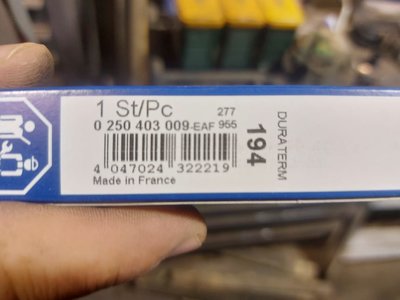 1 St/Pc
277
0 250 403 009-EAF 955
4 047024 322219
Made in France
194
DURATERM